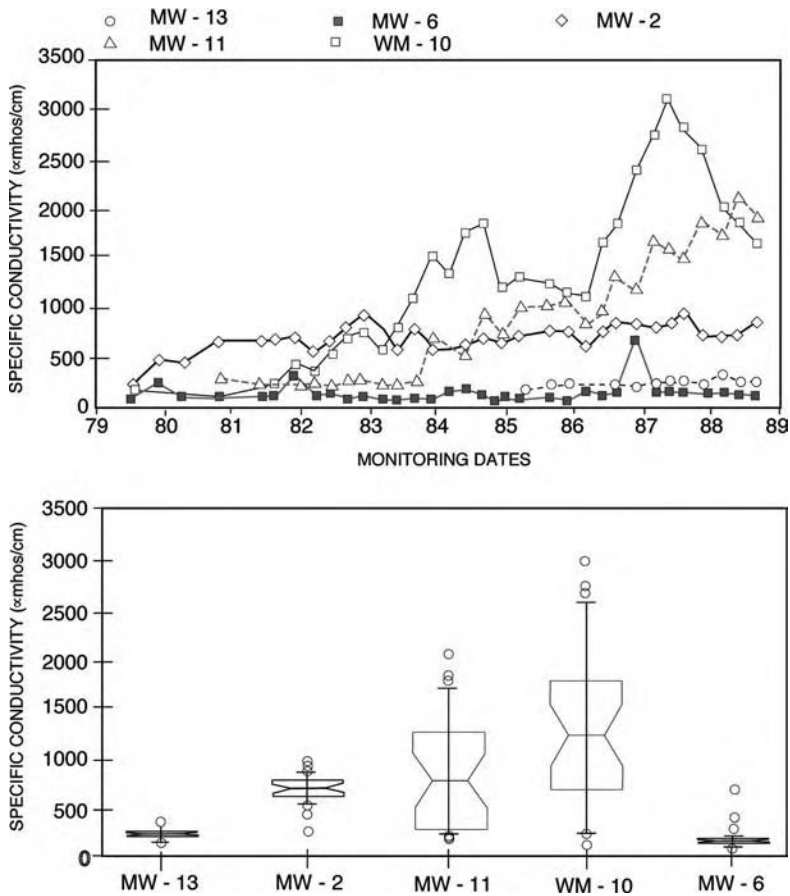 MW - 13 MW - 6 MW - 2
MW - 11 WM - 10
3500
3000
2500
2000
1500
1000
500
0
SPECIFIC CONDUCTIVITY (∝mhos/cm)
79 80 81 82 83 84 85 86 87 88 89
MONITORING DATES
3500
3000
2500
2000
1500
1000
500
0
SPECIFIC CONDUCTIVITY (∝mhos/cm)
MW - 13 MW - 2 MW - 11 WM - 10 MW - 6